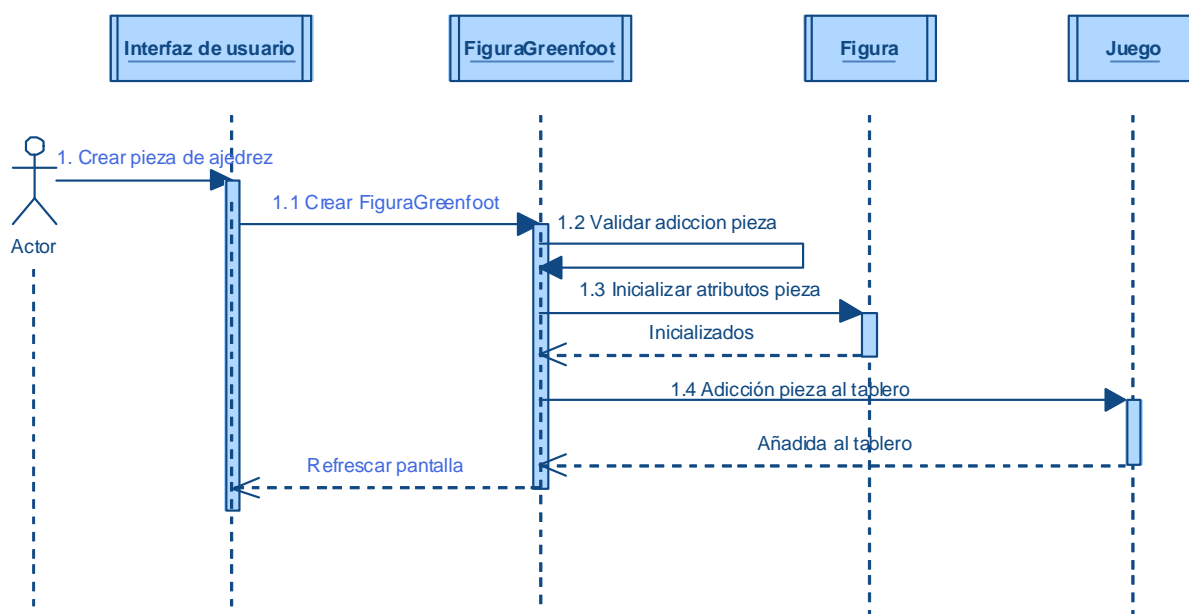 Interfaz de usuario
FiguraGreenfoot
Figura
Juego
1. Crear pieza de ajedrez
1.1 Crear FiguraGreenfoot
1.2 Validar adiccion pieza
Actor
1.3 Inicializar atributos pieza
Inicializados
1.4 Adicción pieza al tablero
Añadida al tablero
Refrescar pantalla